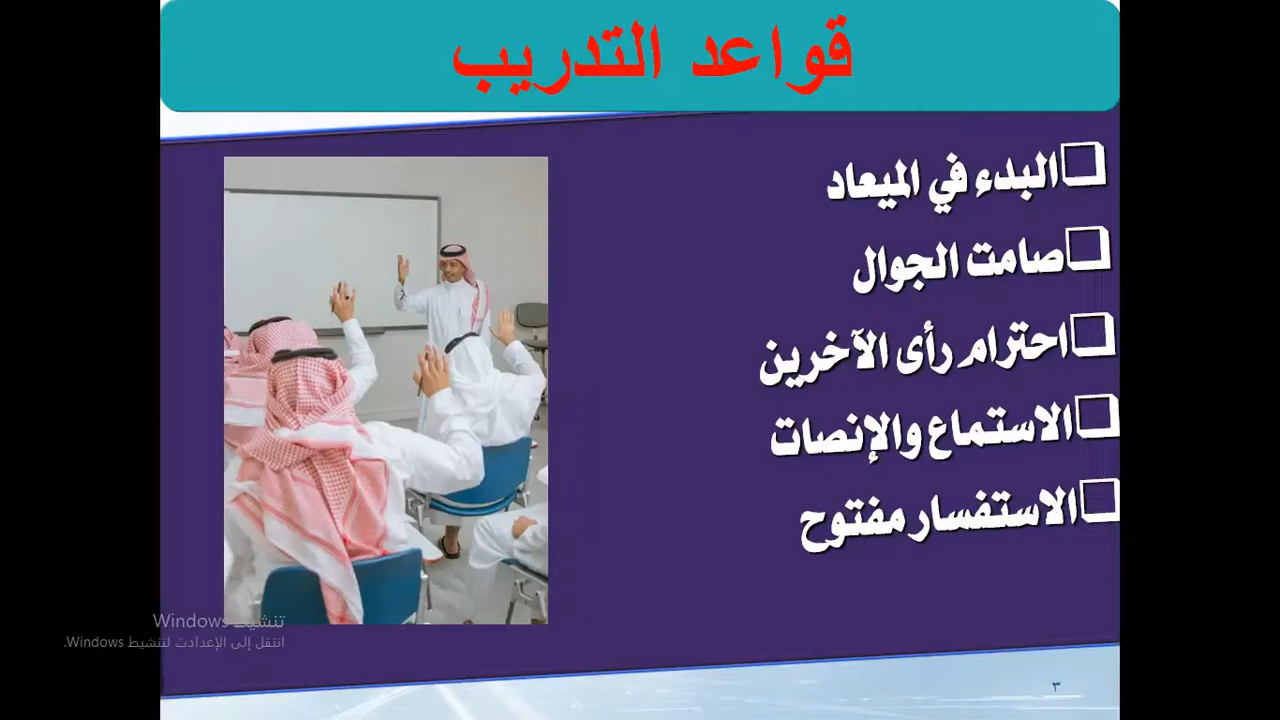 قواعد التدريب
البدء في الميعاد
صامت الجوال
احترام رأى الآخرين
الاستماع والإنصات
الاستفسار مفتوح
تنشيط Windows
انتقل إلى الإعدادت لتنشيط Windows.
٣